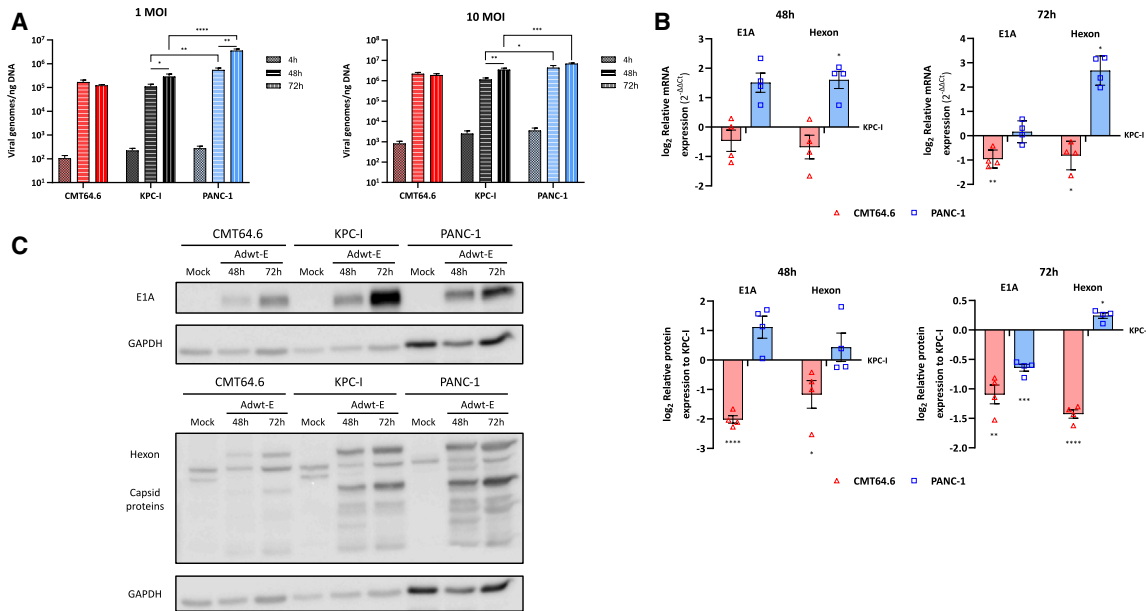 A
1 MOI
10⁷
10⁶
10⁵
10⁴
10³
10²
10¹
Viral genomes/ng DNA
****
**
**
*
CMT64.6 KPC-I PANC-1
4h
48h
72h
10 MOI
10⁸
10⁷
10⁶
10⁵
10⁴
10³
10²
10¹
Viral genomes/ng DNA
***
*
**
CMT64.6 KPC-I PANC-1
4h
48h
72h
B
48h
E1A Hexon
log₂ Relative mRNA
expression (2^-ΔΔCt)
3
2
1
0
-1
-2
*
KPC-I
72h
E1A Hexon
log₂ Relative mRNA
expression (2^-ΔΔCt)
4
3
2
1
0
-1
-2
*
**
*
KPC-I
CMT64.6 PANC-1
48h
E1A Hexon
log₂ Relative protein
expression to KPC-I
2
1
0
-1
-2
-3
****
*
KPC-I
72h
E1A Hexon
log₂ Relative protein
expression to KPC-I
0.5
0.0
-0.5
-1.0
-1.5
-2.0
*
**
***
****
KPC-
CMT64.6 PANC-1
C
CMT64.6 KPC-I PANC-1
Adwt-E Adwt-E Adwt-E
Mock 48h 72h Mock 48h 72h Mock 48h 72h
E1A
GAPDH
CMT64.6 KPC-I PANC-1
Adwt-E Adwt-E Adwt-E
Mock 48h 72h Mock 48h 72h Mock 48h 72h
Hexon
Capsid
proteins
GAPDH